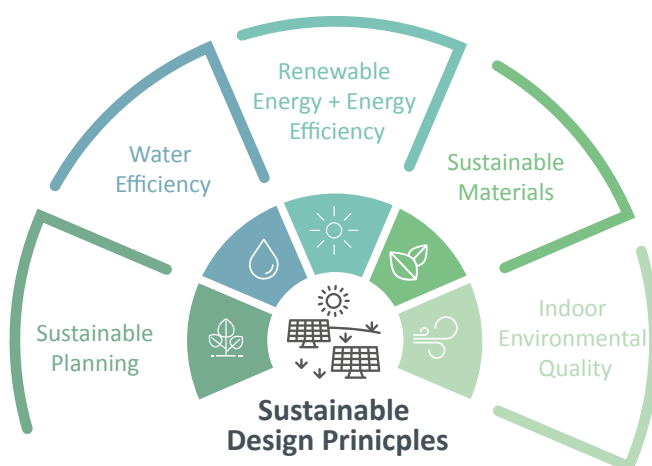 Renewable
Energy + Energy
Efficiency
Water
Efficiency
Sustainable
Materials
Sustainable
Planning
Indoor
Environmental
Quality
Sustainable
Design Prinicples